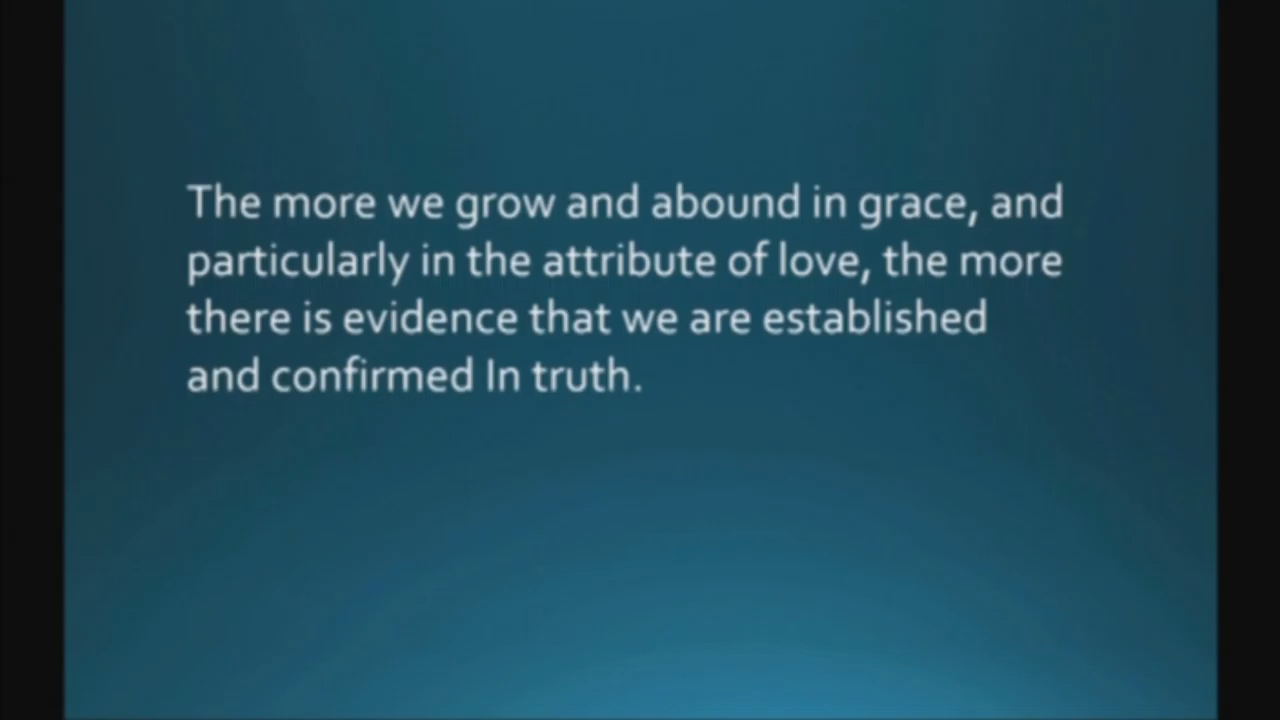 The more we grow and abound in grace, and
particularly in the attribute of love, the more
there is evidence that we are established
and confirmed In truth.